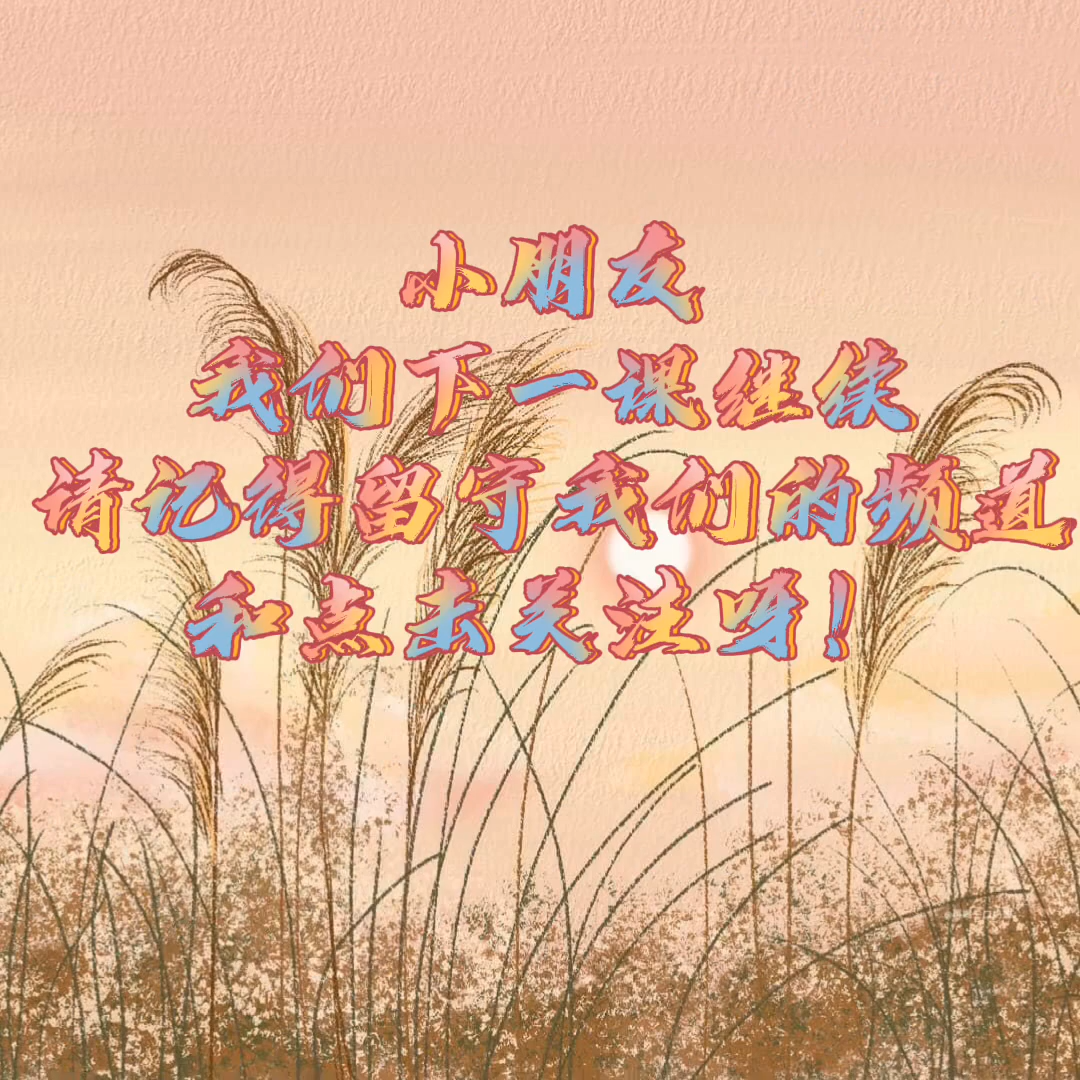 小朋友
我们下一课继续
请记得留守我们的频道
和点击关注呀！